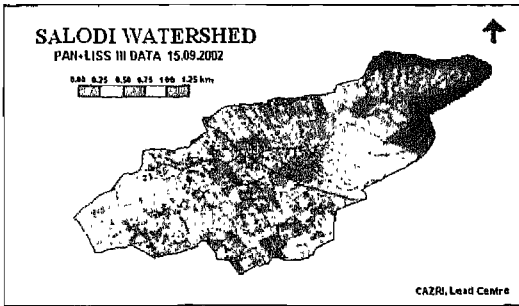 SALODI WATERSHED
PAN+LISS III DATA 15.09.2002
0.00 0.25 0.50 0.75 1.00 1.25 km
CAZRI, Lead Centre